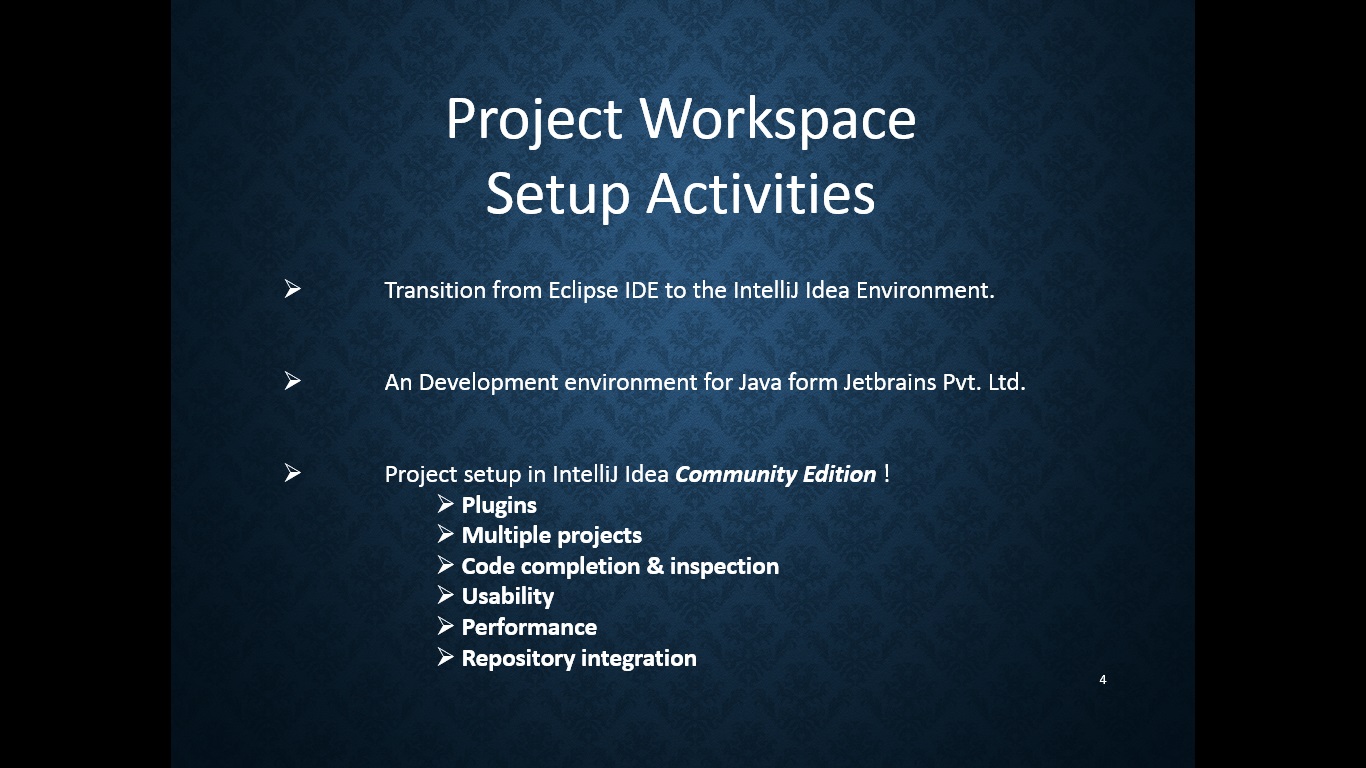 Project Workspace
Setup Activities
➢ Transition from Eclipse IDE to the IntelliJ Idea Environment.
➢ An Development environment for Java form Jetbrains Pvt. Ltd.
➢ Project setup in IntelliJ Idea Community Edition !
➢ Plugins
➢ Multiple projects
➢ Code completion & inspection
➢ Usability
➢ Performance
➢ Repository integration
4